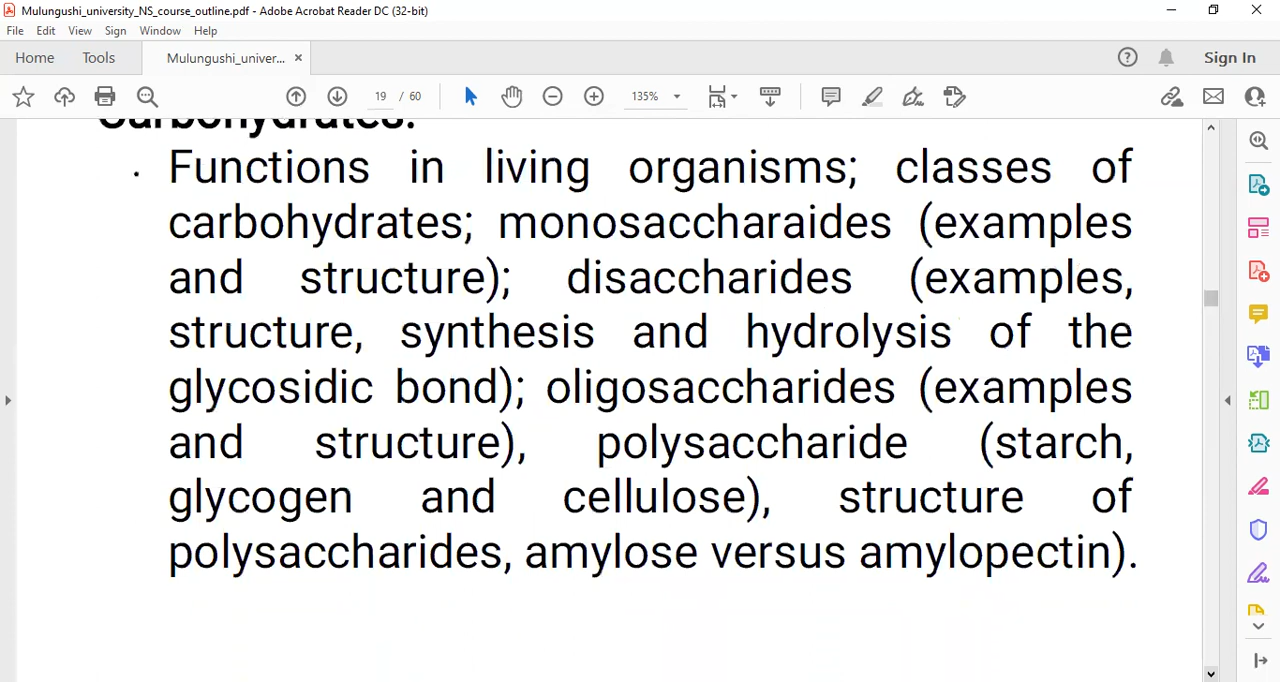 Mulungushi_university_NS_course_outline.pdf - Adobe Acrobat Reader DC (32-bit)
File Edit View Sign Window Help
Home Tools Mulungushi_univer... × Sign In
19 / 60 135%
Carbohydrates:
• Functions in living organisms; classes of
carbohydrates; monosaccharaides (examples
and structure); disaccharides (examples,
structure, synthesis and hydrolysis of the
glycosidic bond); oligosaccharides (examples
and structure), polysaccharide (starch,
glycogen and cellulose), structure of
polysaccharides, amylose versus amylopectin).